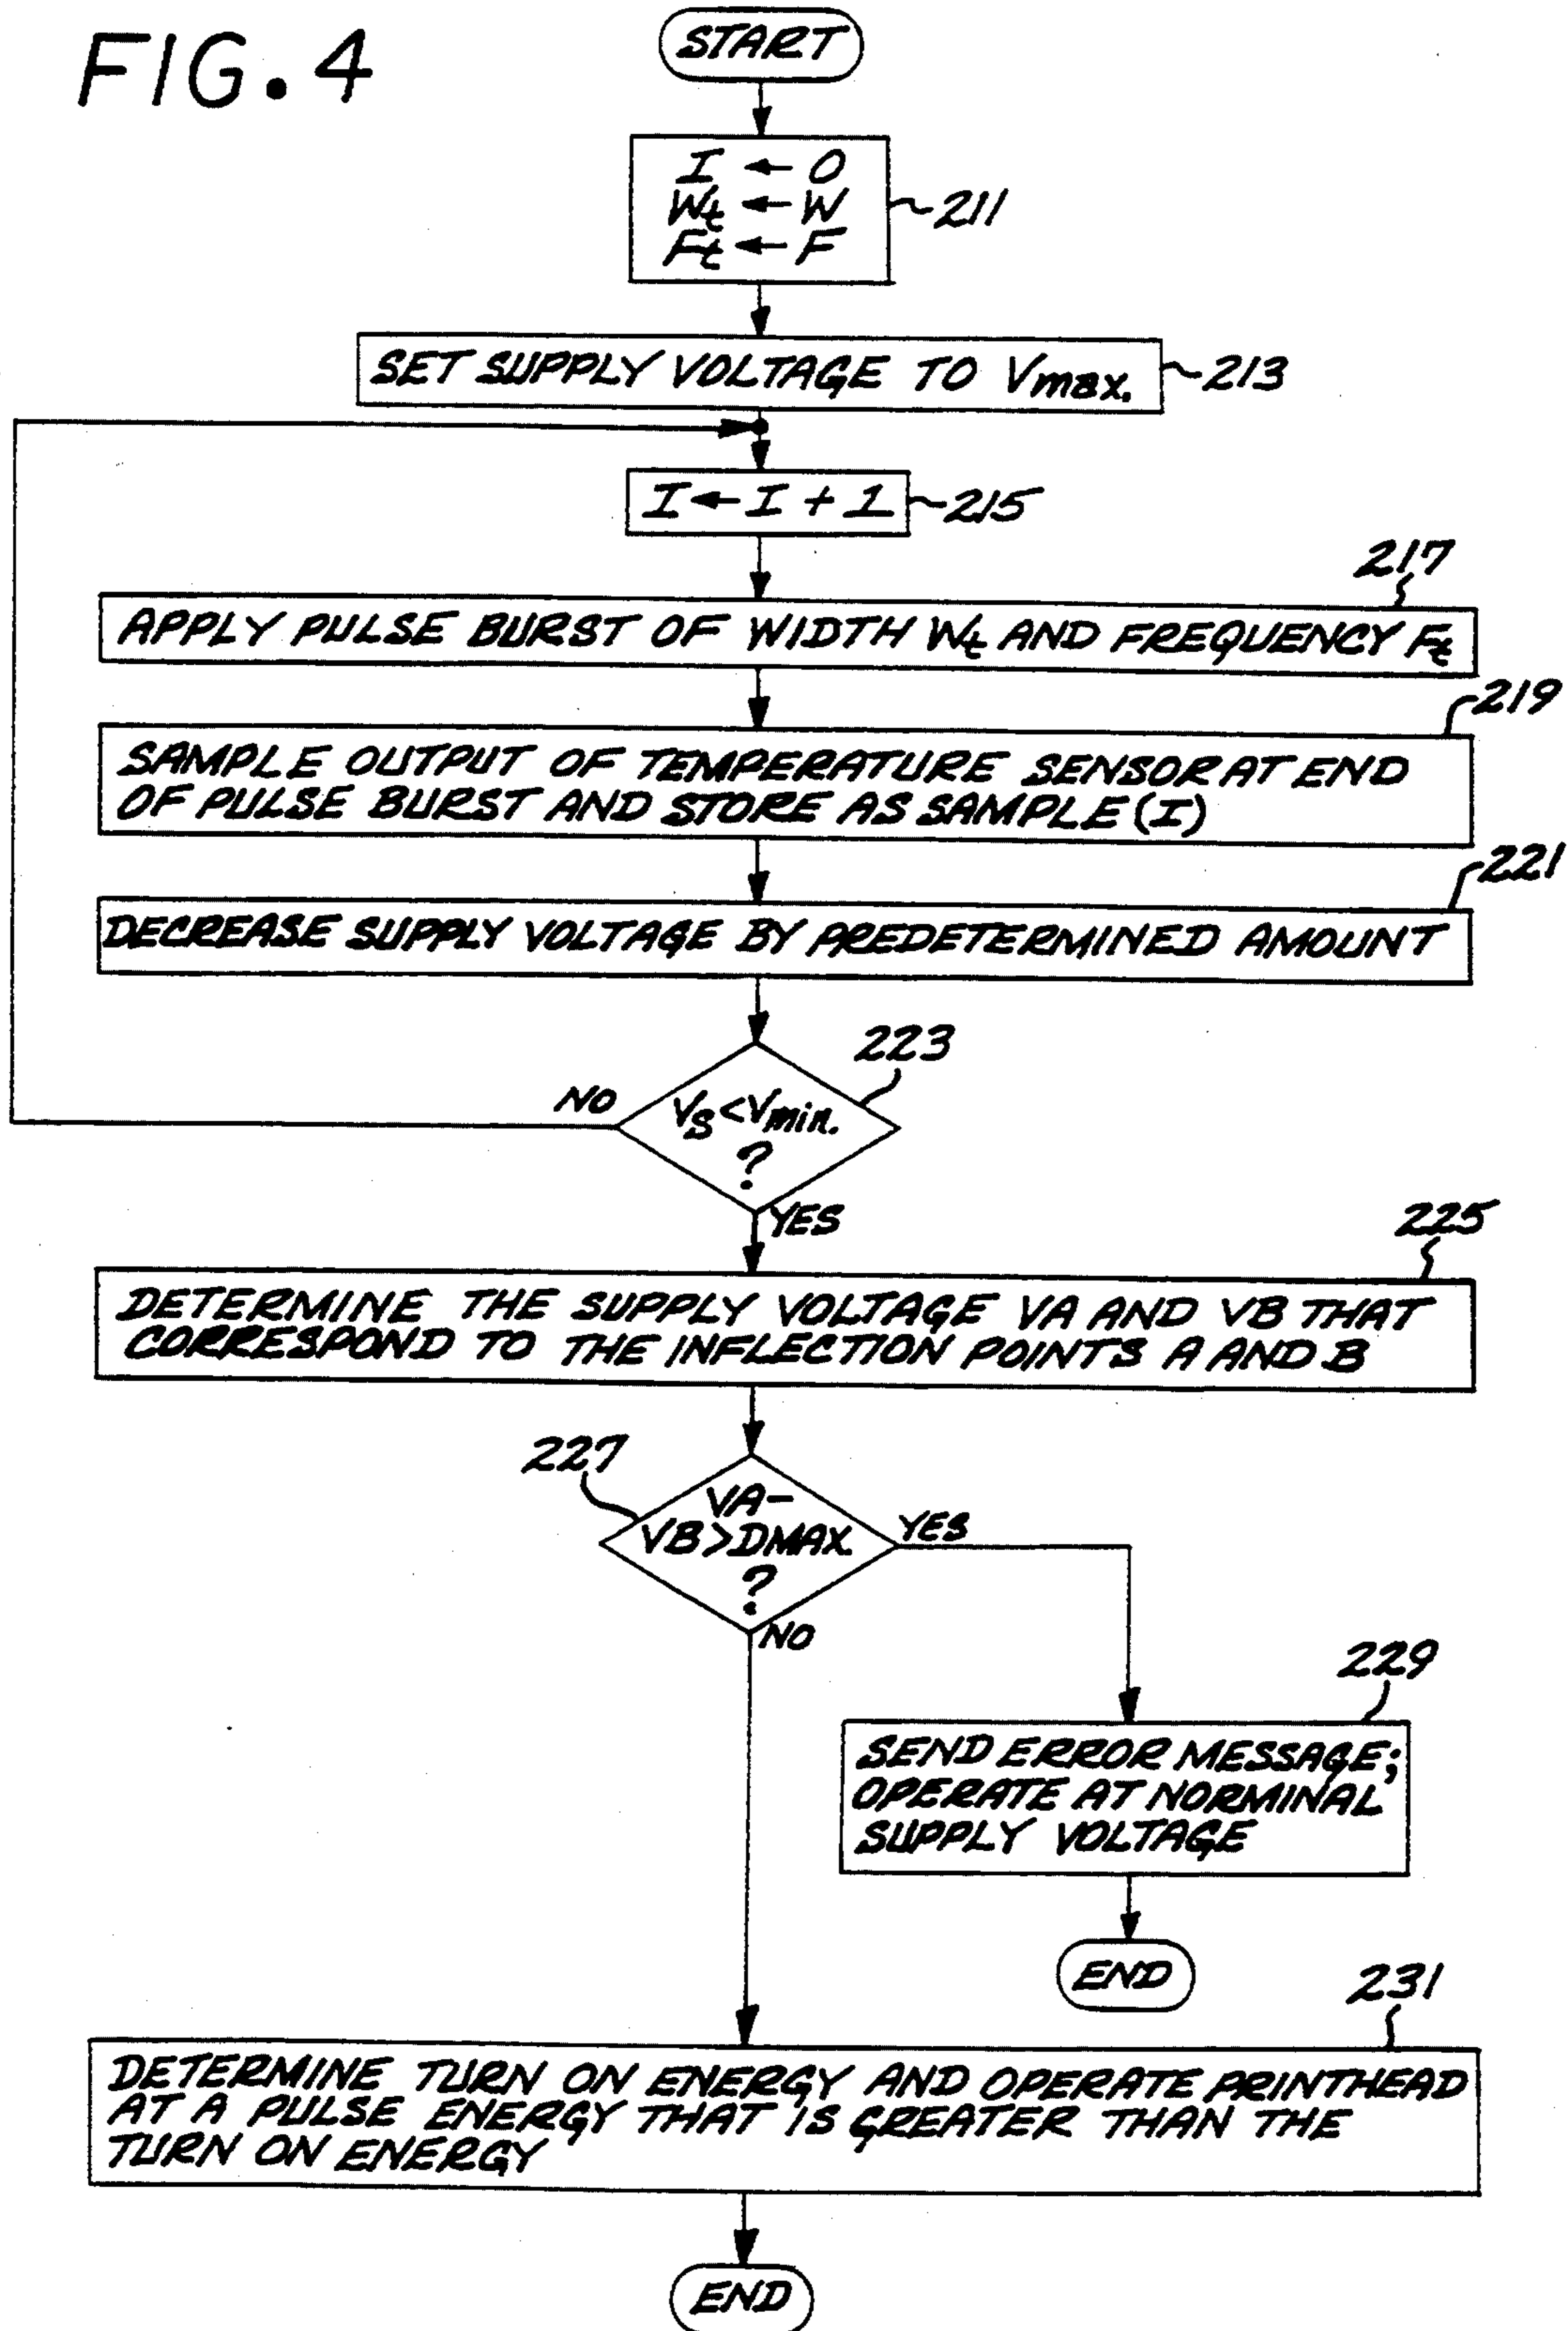 FIG. 4
START
I ← O
Wt ← W
Ft ← F
211
SET SUPPLY VOLTAGE TO Vmax.
213
I ← I + 1
215
217
APPLY PULSE BURST OF WIDTH Wt AND FREQUENCY Ft
219
SAMPLE OUTPUT OF TEMPERATURE SENSOR AT END
OF PULSE BURST AND STORE AS SAMPLE (I)
221
DECREASE SUPPLY VOLTAGE BY PREDETERMINED AMOUNT
223
NO
VS < Vmin.
?
YES
225
DETERMINE THE SUPPLY VOLTAGE VA AND VB THAT
CORRESPOND TO THE INFLECTION POINTS A AND B
227
VA-
VB>DMAX.
?
YES
NO
229
SEND ERROR MESSAGE;
OPERATE AT NORMINAL
SUPPLY VOLTAGE
END
231
DETERMINE TURN ON ENERGY AND OPERATE PRINTHEAD
AT A PULSE ENERGY THAT IS GREATER THAN THE
TURN ON ENERGY
END